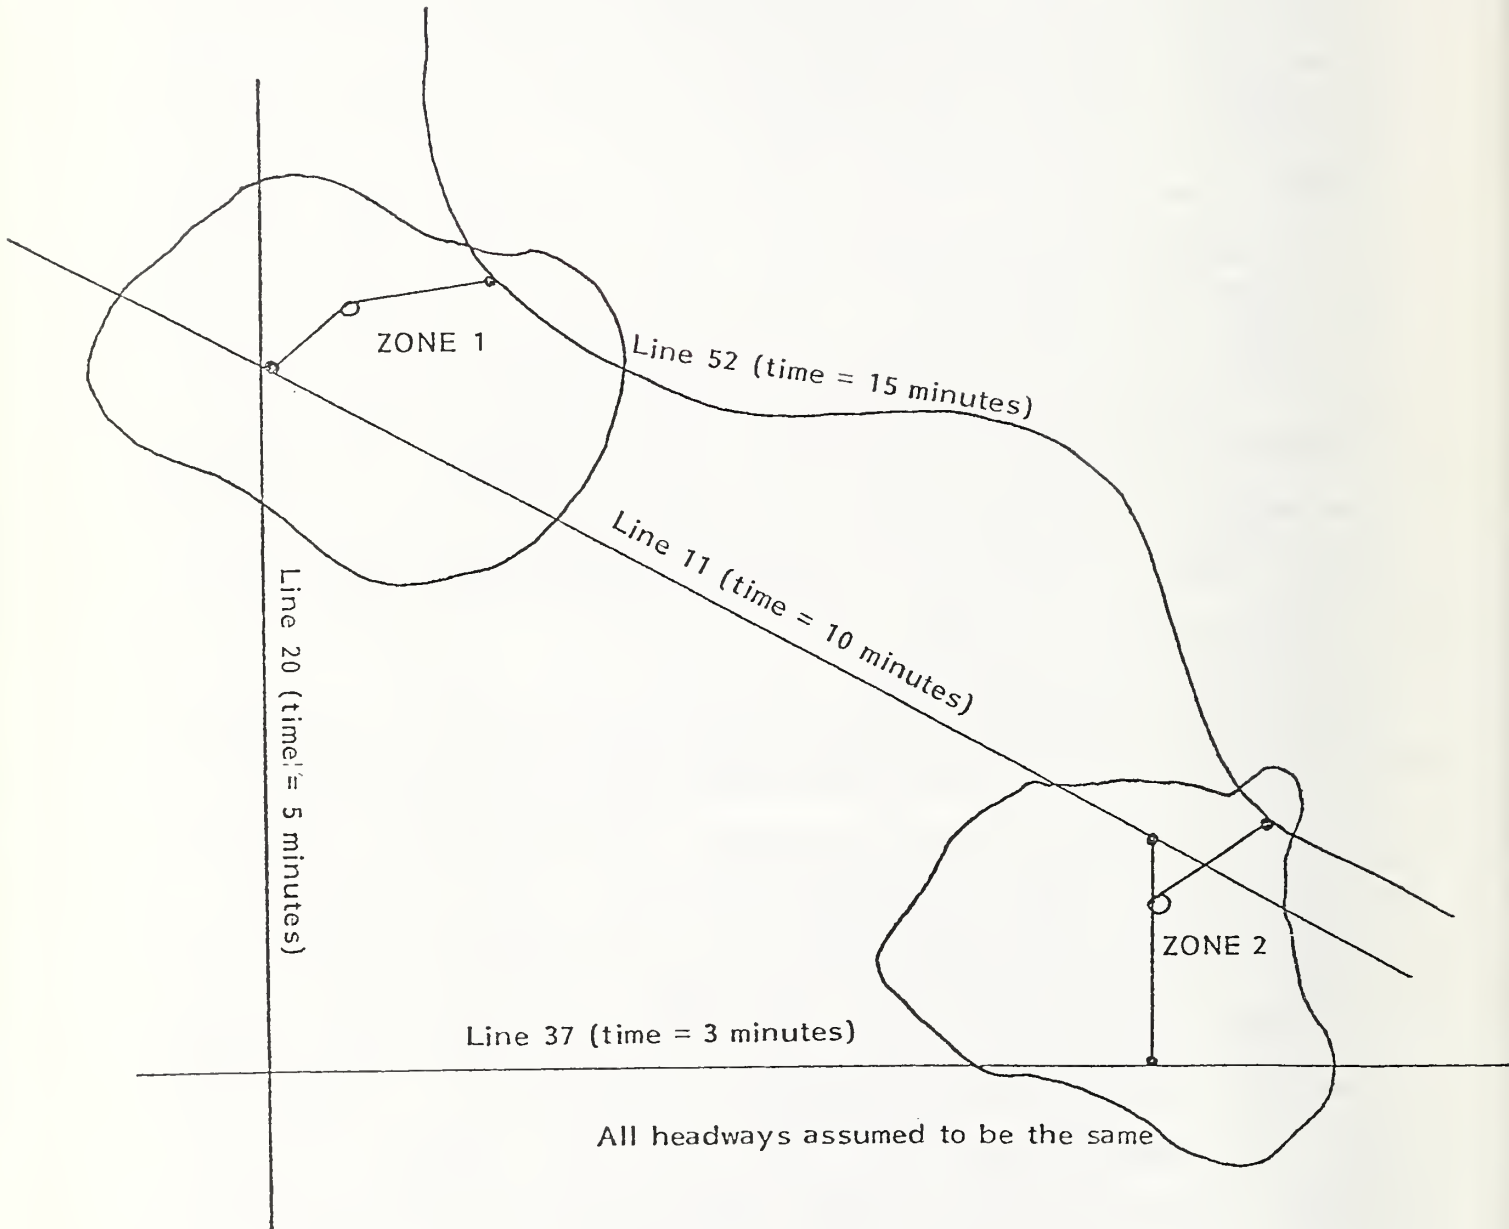 ZONE 1
Line 52 (time = 15 minutes)
Line 11 (time = 10 minutes)
Line 20 (time = 5 minutes)
ZONE 2
Line 37 (time = 3 minutes)
All headways assumed to be the same